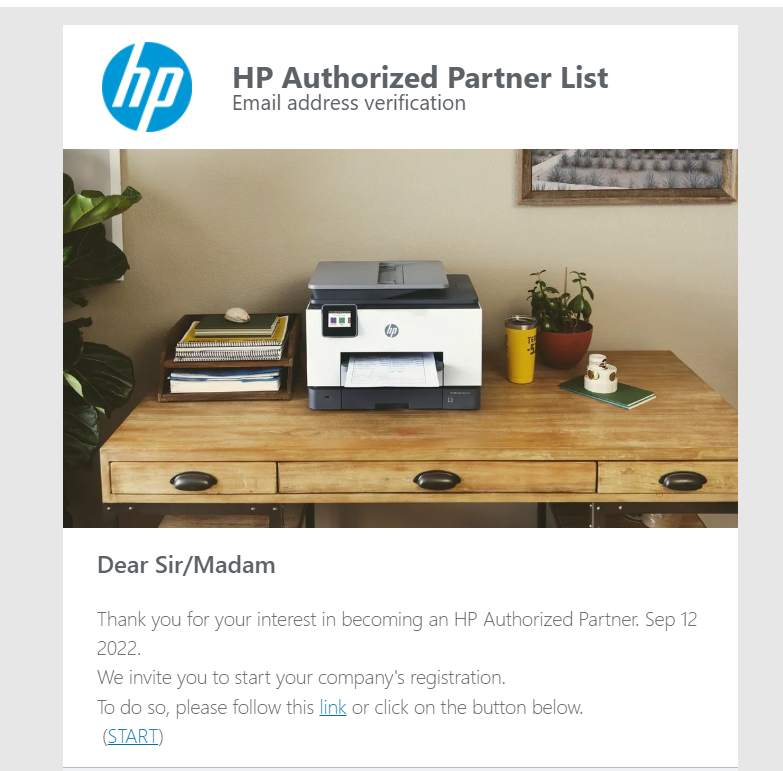 hp
HP Authorized Partner List
Email address verification
hp
Dear Sir/Madam
Thank you for your interest in becoming an HP Authorized Partner. Sep 12
2022.
We invite you to start your company's registration.
To do so, please follow this link or click on the button below.
(START)